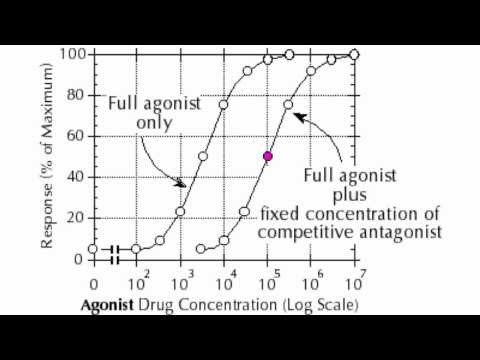 Response (% of Maximum)
100
80
60
40
20
0
Full agonist
only
Full agonist
plus
fixed concentration of
competitive antagonist
0 10² 10³ 10⁴ 10⁵ 10⁶ 10⁷
Agonist Drug Concentration (Log Scale)